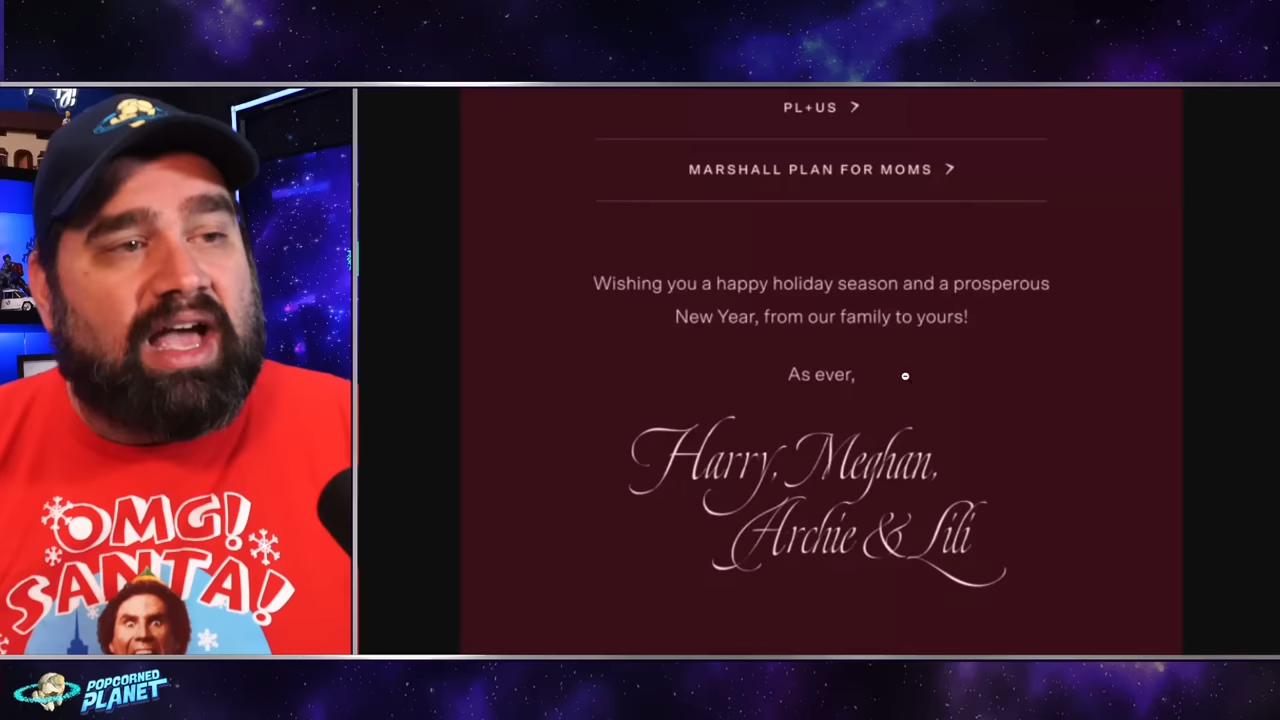 PL+US
MARSHALL PLAN FOR MOMS
Wishing you a happy holiday season and a prosperous
New Year, from our family to yours!
As ever,
Harry, Meghan,
Archie & Lili
OMG!
SANTA!
POPCORNED
PLANET